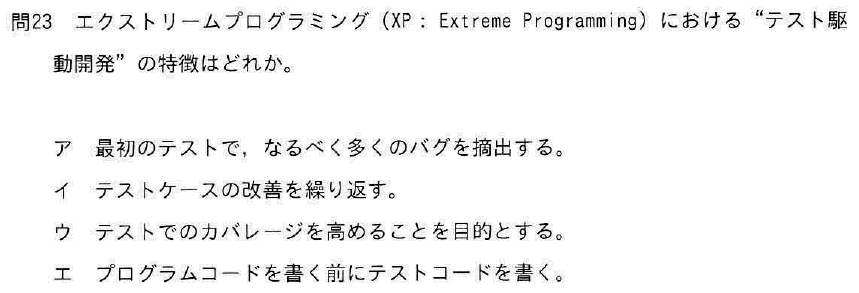 問23 エクストリームプログラミング（XP : Extreme Programming）における“テスト駆
動開発”の特徴はどれか。
ア 最初のテストで，なるべく多くのバグを摘出する。
イ テストケースの改善を繰り返す。
ウ テストでのカバレージを高めることを目的とする。
エ プログラムコードを書く前にテストコードを書く。